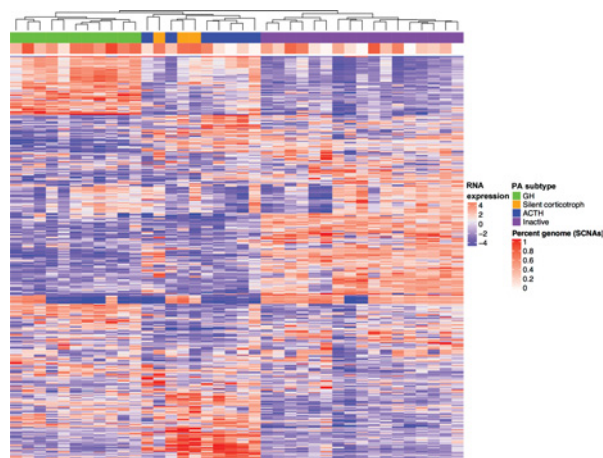 RNA
expression
4
2
0
−2
−4
PA subtype
GH
Silent corticotroph
ACTH
Inactive
Percent genome (SCNAs)
1
0.8
0.6
0.4
0.2
0